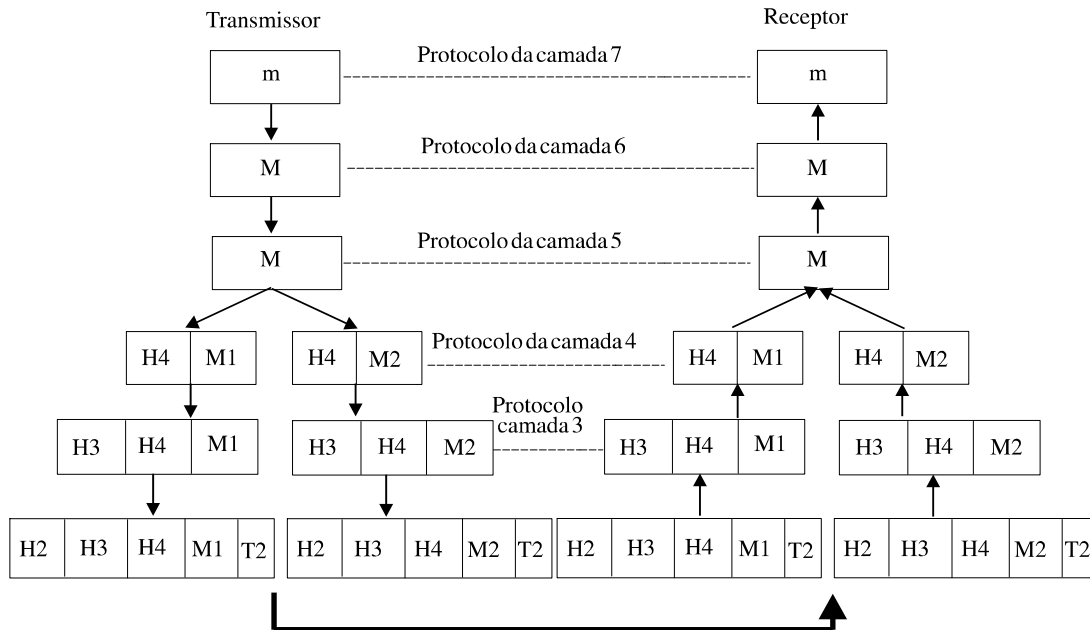 Transmissor Receptor
m Protocolo da camada 7 m
M Protocolo da camada 6 M
M Protocolo da camada 5 M
H4 M1 H4 M2 Protocolo da camada 4 H4 M1 H4 M2
Protocolo
camada 3
H3 H4 M1 H3 H4 M2 H3 H4 M1 H3 H4 M2
H2 H3 H4 M1 T2 H2 H3 H4 M2 T2 H2 H3 H4 M1 T2 H2 H3 H4 M2 T2